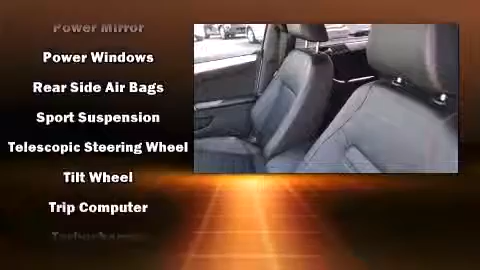 Power Mirror
Power Windows
Rear Side Air Bags
Sport Suspension
Telescopic Steering Wheel
Tilt Wheel
Trip Computer